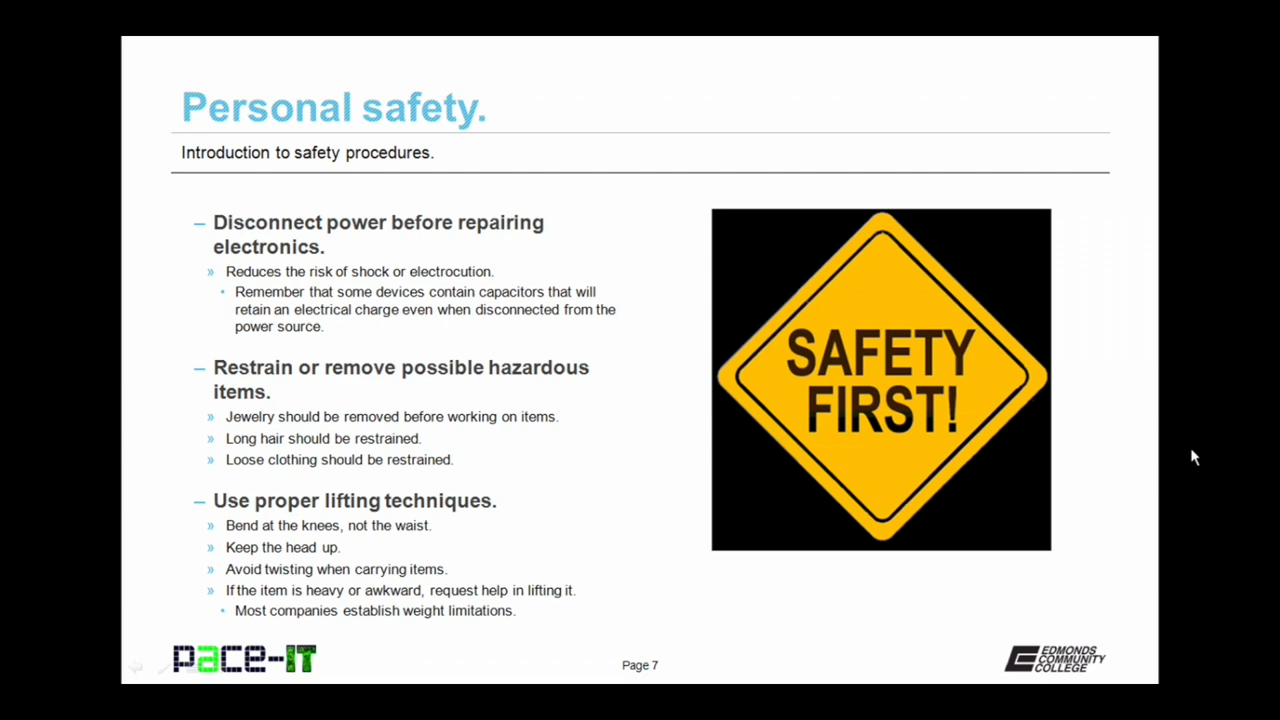 Personal safety.
Introduction to safety procedures.
– Disconnect power before repairing
electronics.
» Reduces the risk of shock or electrocution.
• Remember that some devices contain capacitors that will
retain an electrical charge even when disconnected from the
power source.
– Restrain or remove possible hazardous
items.
» Jewelry should be removed before working on items.
» Long hair should be restrained.
» Loose clothing should be restrained.
– Use proper lifting techniques.
» Bend at the knees, not the waist.
» Keep the head up.
» Avoid twisting when carrying items.
» If the item is heavy or awkward, request help in lifting it.
• Most companies establish weight limitations.
SAFETY
FIRST!
pace-IT
Page 7
EDMONDS
COMMUNITY
COLLEGE